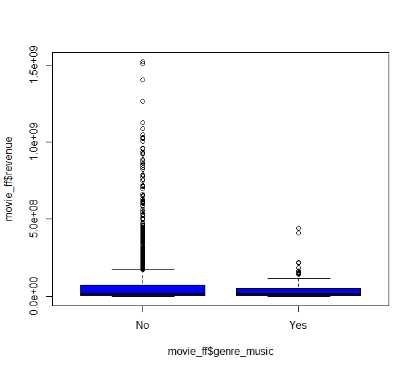 1.5e+09
1.0e+09
5.0e+08
0.0e+00
movie_ff$revenue
No Yes
movie_ff$genre_music